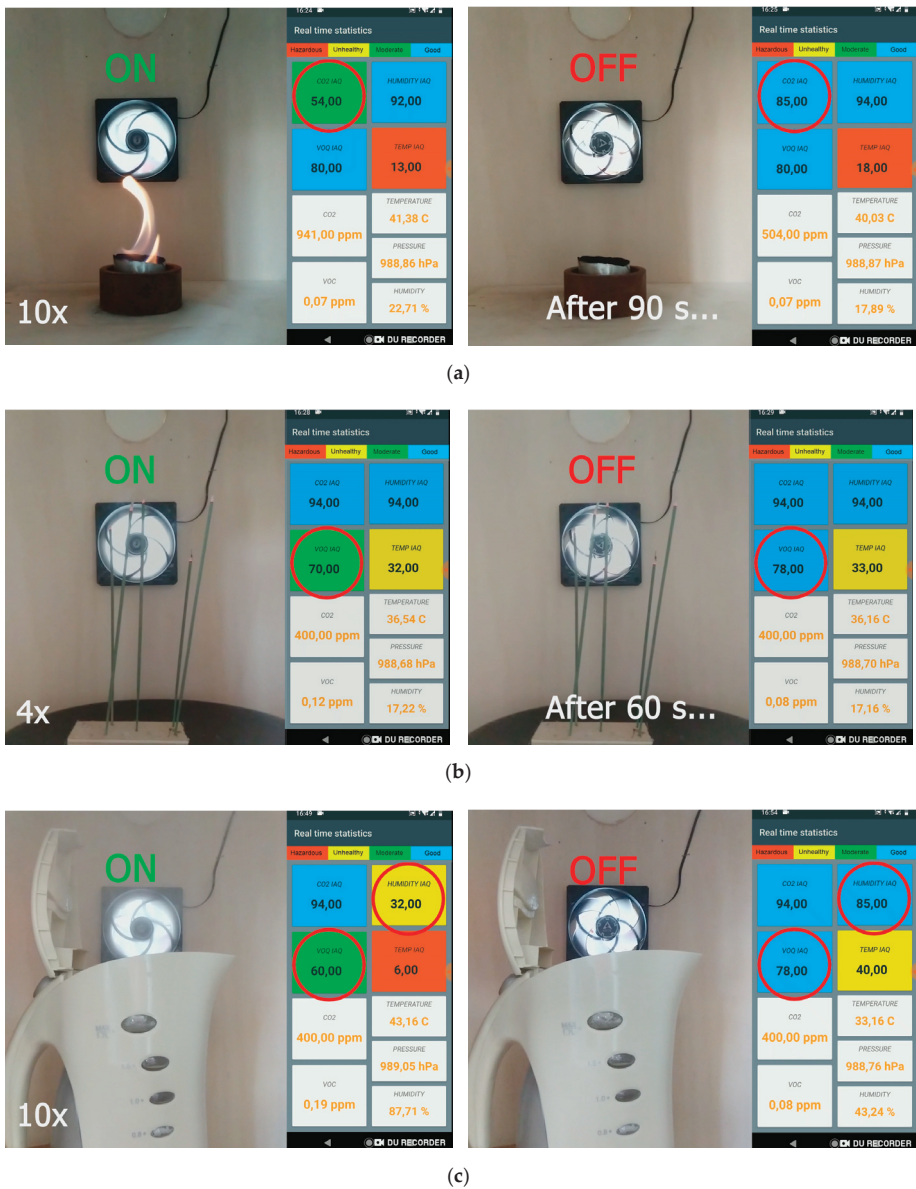 16:24
Real time statistics
Hazardous Unhealthy Moderate Good
ON
CO2 IAQ HUMIDITY IAQ
54,00 92,00
VOQ IAQ TEMP IAQ
80,00 13,00
CO2 TEMPERATURE
941,00 ppm 41,38 C
PRESSURE
988,86 hPa
VOC HUMIDITY
0,07 ppm 22,71 %
10x
DU RECORDER
16:25
Real time statistics
Hazardous Unhealthy Moderate Good
OFF
CO2 IAQ HUMIDITY IAQ
85,00 94,00
VOQ IAQ TEMP IAQ
80,00 18,00
CO2 TEMPERATURE
504,00 ppm 40,03 C
PRESSURE
988,87 hPa
VOC HUMIDITY
0,07 ppm 17,89 %
After 90 s...
DU RECORDER
(a)
16:28
Real time statistics
Hazardous Unhealthy Moderate Good
ON
CO2 IAQ HUMIDITY IAQ
94,00 94,00
VOQ IAQ TEMP IAQ
70,00 32,00
CO2 TEMPERATURE
400,00 ppm 36,54 C
PRESSURE
988,68 hPa
VOC HUMIDITY
0,12 ppm 17,22 %
4x
DU RECORDER
16:29
Real time statistics
Hazardous Unhealthy Moderate Good
OFF
CO2 IAQ HUMIDITY IAQ
94,00 94,00
VOQ IAQ TEMP IAQ
78,00 33,00
CO2 TEMPERATURE
400,00 ppm 36,16 C
PRESSURE
988,70 hPa
VOC HUMIDITY
0,08 ppm 17,16 %
After 60 s...
DU RECORDER
(b)
16:49
Real time statistics
Hazardous Unhealthy Moderate Good
ON
CO2 IAQ HUMIDITY IAQ
94,00 32,00
VOQ IAQ TEMP IAQ
60,00 6,00
CO2 TEMPERATURE
400,00 ppm 43,16 C
PRESSURE
989,05 hPa
VOC HUMIDITY
0,19 ppm 87,71 %
10x
DU RECORDER
16:54
Real time statistics
Hazardous Unhealthy Moderate Good
OFF
CO2 IAQ HUMIDITY IAQ
94,00 85,00
VOQ IAQ TEMP IAQ
78,00 40,00
CO2 TEMPERATURE
400,00 ppm 33,16 C
PRESSURE
988,76 hPa
VOC HUMIDITY
0,08 ppm 43,24 %
DU RECORDER
(c)